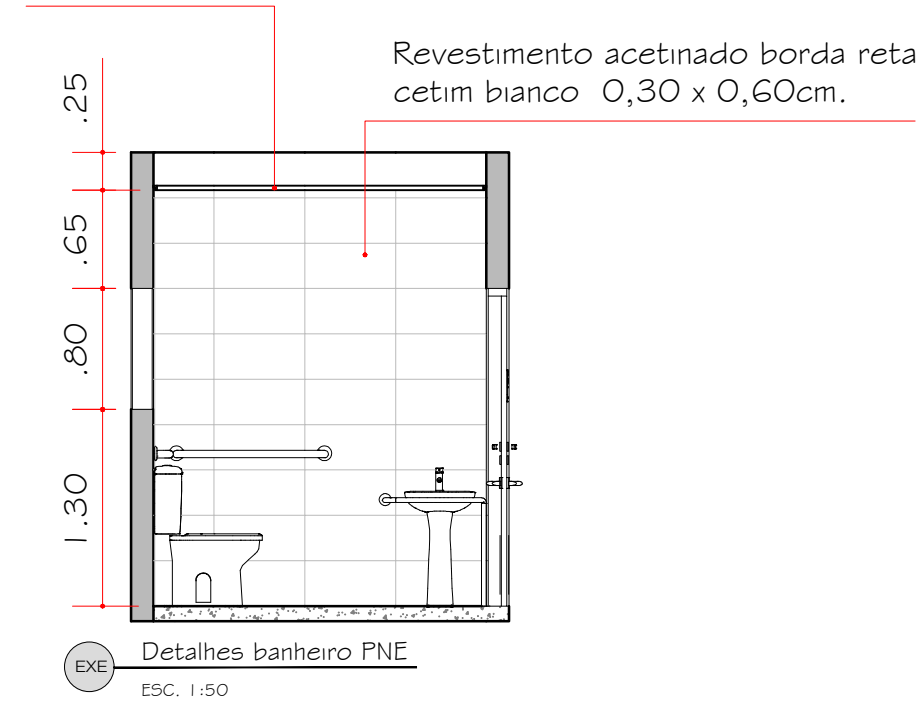 Revestimento acetinado borda reta
cetim bianco 0,30 x 0,60cm.
.25
.65
.80
1.30
EXE
Detalhes banheiro PNE
ESC. 1:50